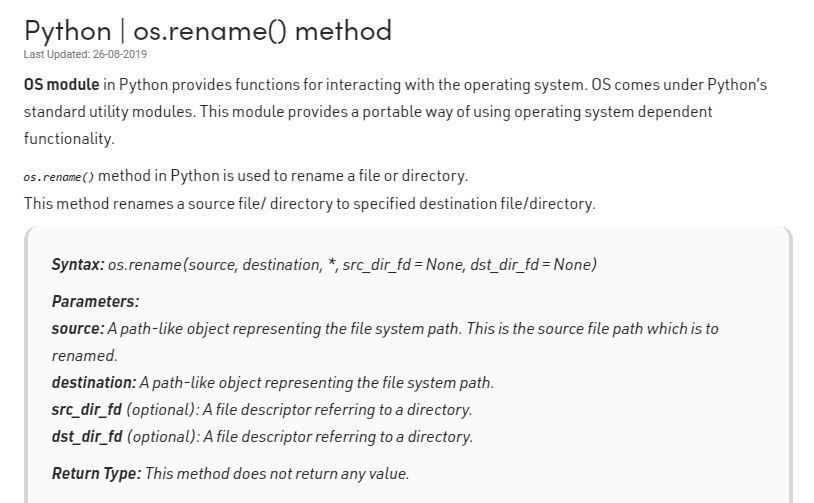 Python | os.rename() method
Last Updated: 26-08-2019
OS module in Python provides functions for interacting with the operating system. OS comes under Python's
standard utility modules. This module provides a portable way of using operating system dependent
functionality.
os.rename() method in Python is used to rename a file or directory.
This method renames a source file/ directory to specified destination file/directory.
Syntax: os.rename(source, destination, *, src_dir_fd = None, dst_dir_fd = None)
Parameters:
source: A path-like object representing the file system path. This is the source file path which is to
renamed.
destination: A path-like object representing the file system path.
src_dir_fd (optional): A file descriptor referring to a directory.
dst_dir_fd (optional): A file descriptor referring to a directory.
Return Type: This method does not return any value.